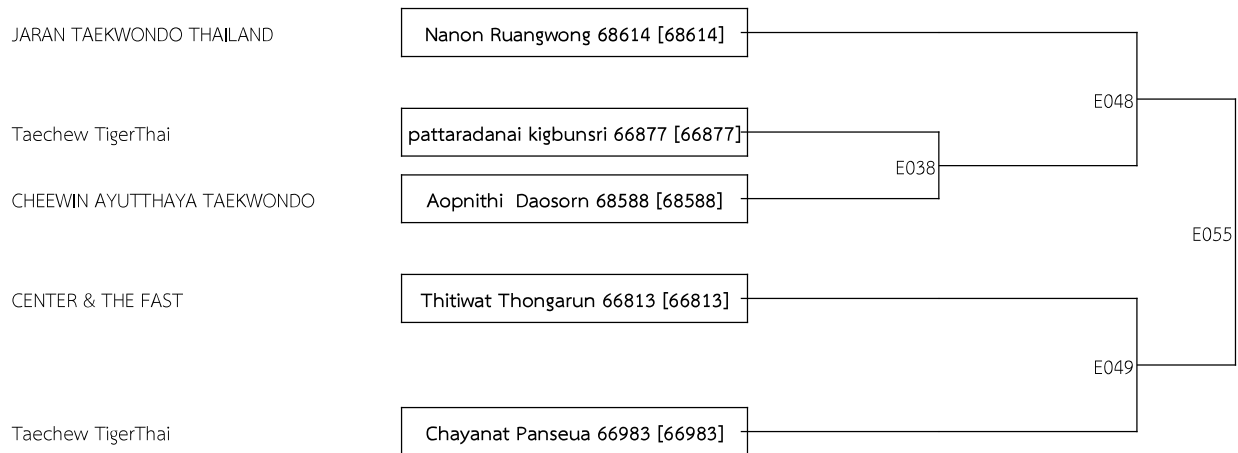 JARAN TAEKWONDO THAILAND
Nanon Ruangwong 68614 [68614]
E048
Taechew TigerThai
pattaradanai kigbunsri 66877 [66877]
E038
CHEEWIN AYUTTHAYA TAEKWONDO
Aopnithi  Daosorn 68588 [68588]
E055
CENTER & THE FAST
Thitiwat Thongarun 66813 [66813]
E049
Taechew TigerThai
Chayanat Panseua 66983 [66983]